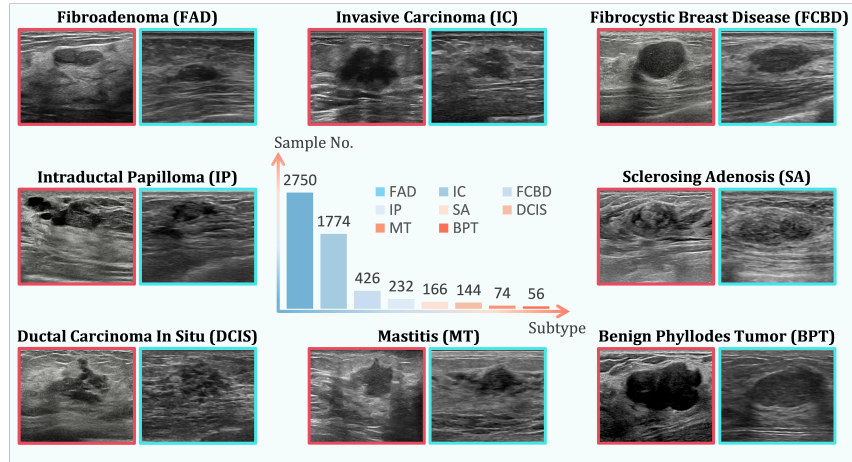 Fibroadenoma (FAD)
Invasive Carcinoma (IC)
Fibrocystic Breast Disease (FCBD)
Intraductal Papilloma (IP)
Sample No.
2750
1774
426
232
166
144
74
56
FAD
IC
FCBD
IP
SA
DCIS
MT
BPT
Subtype
Sclerosing Adenosis (SA)
Ductal Carcinoma In Situ (DCIS)
Mastitis (MT)
Benign Phyllodes Tumor (BPT)